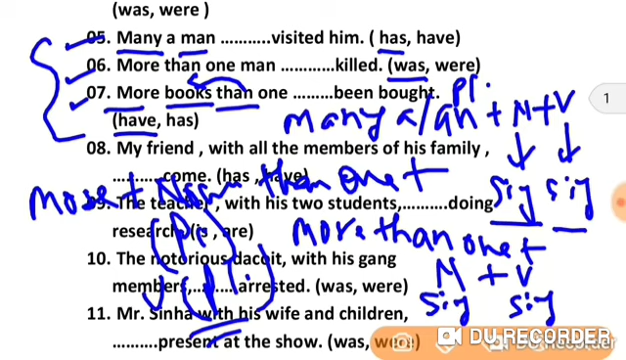 (was, were )
05. Many a man ...........visited him. ( has, have)
06. More than one man ............killed. (was, were)
07. More books than one .........been bought.
(have, has)
many a/an + N + V
sig sig
08. My friend , with all the members of his family ,
..........come. (has , have)
More + Noun than one +
09. The teacher , with his two students,..........doing
research. (is , are)
more than one +
N + V
sig sig
10. The notorious dacoit, with his gang
members,.........arrested. (was, were)
11. Mr. Sinha with his wife and children,
..........present at the show. (was, were)
1
DU RECORDER
DU RECORDER